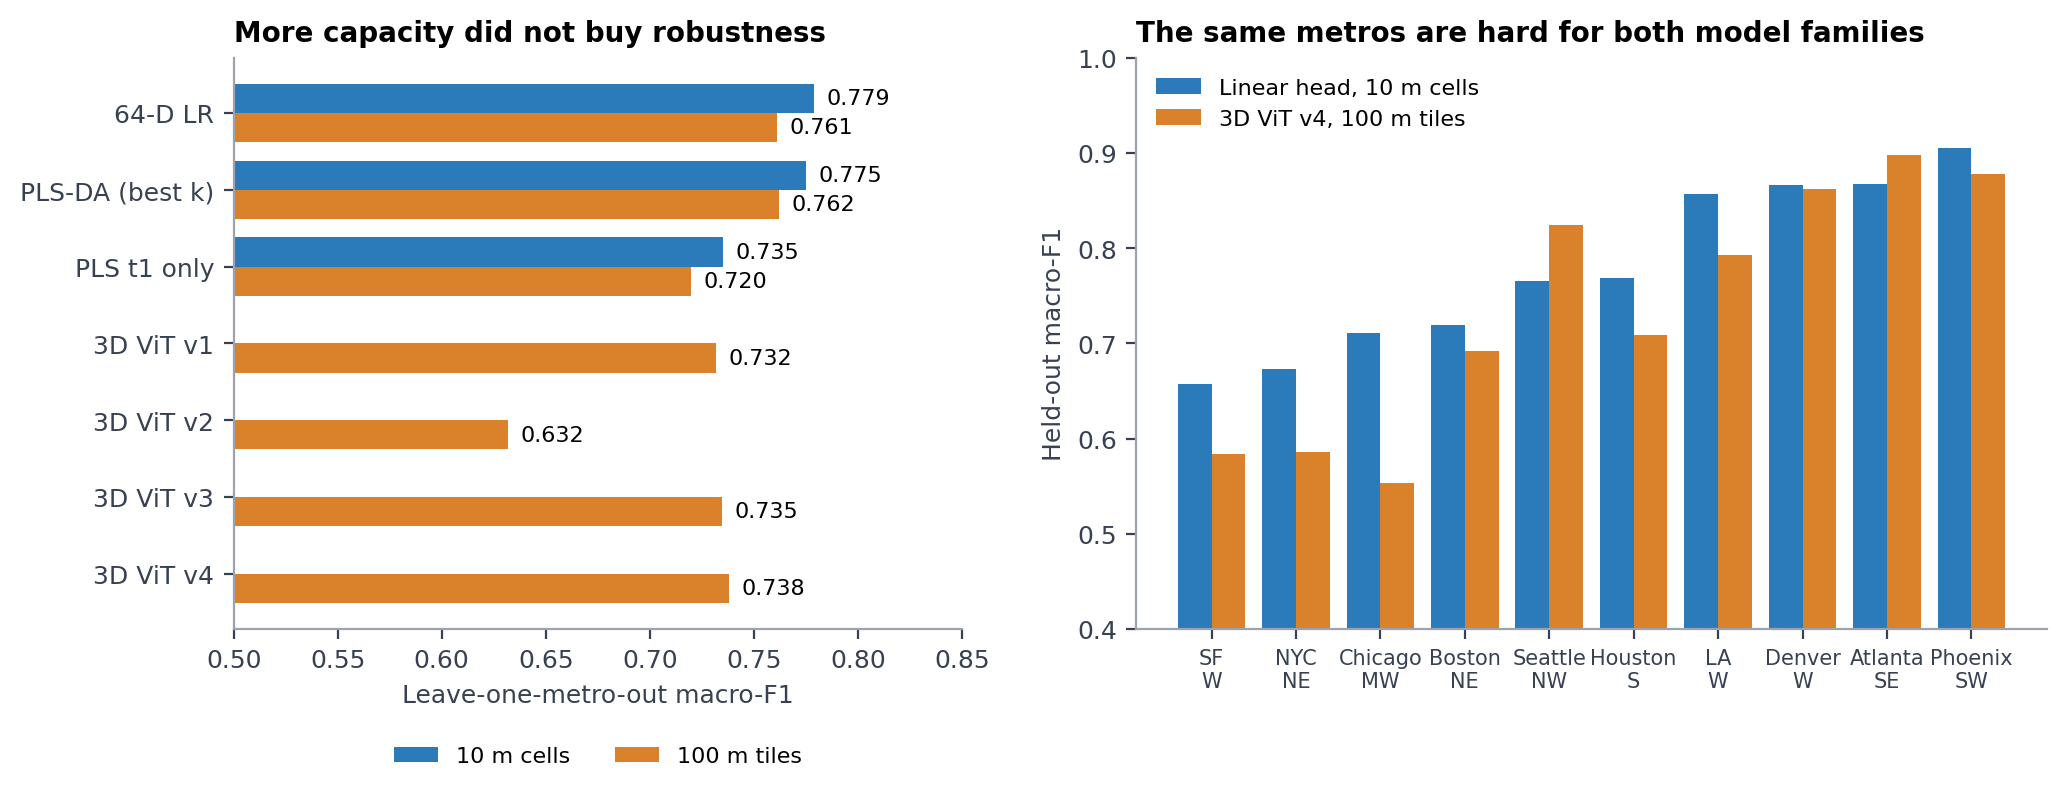 More capacity did not buy robustness
64-D LR
0.779
0.761
PLS-DA (best k)
0.775
0.762
PLS t1 only
0.735
0.720
3D ViT v1
0.732
3D ViT v2
0.632
3D ViT v3
0.735
3D ViT v4
0.738
0.50 0.55 0.60 0.65 0.70 0.75 0.80 0.85
Leave-one-metro-out macro-F1
10 m cells
100 m tiles
The same metros are hard for both model families
Linear head, 10 m cells
3D ViT v4, 100 m tiles
Held-out macro-F1
1.0
0.9
0.8
0.7
0.6
0.5
0.4
SF NYC Chicago Boston Seattle Houston LA Denver Atlanta Phoenix
W NE MW NE NW S W W SE SW